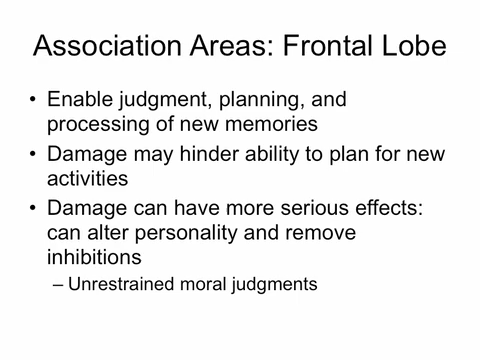 Association Areas: Frontal Lobe
• Enable judgment, planning, and
processing of new memories
• Damage may hinder ability to plan for new
activities
• Damage can have more serious effects:
can alter personality and remove
inhibitions
– Unrestrained moral judgments